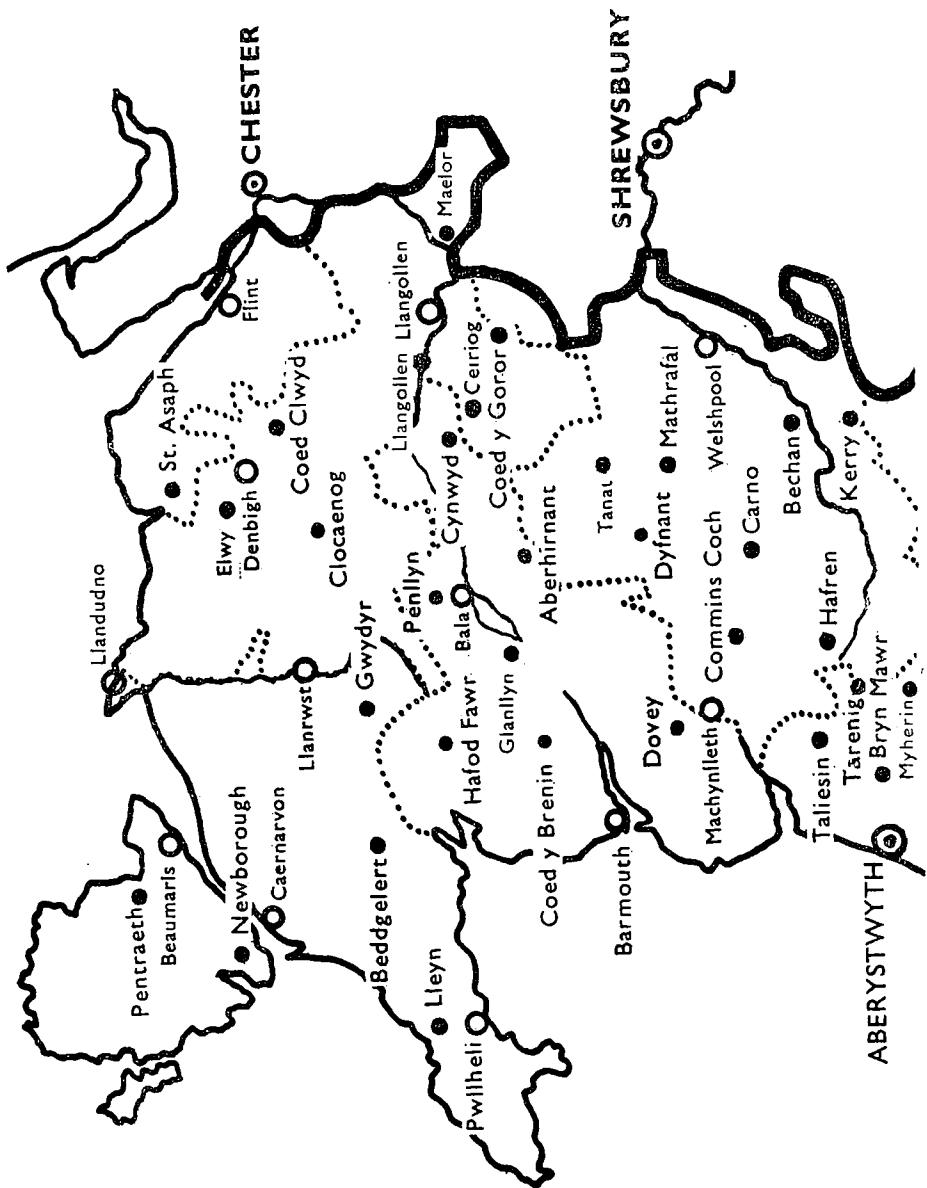 Llandudno
CHESTER
St. Asaph
Flint
Pentraeth
Beaumarls
Elwy
Denbigh
Newborough
Coed Clwyd
Caernarvon
Llanrwst
Clocaenog
Gwydyr
Beddgelert
Llangollen
Llangollen
Maelor
Penllyn
Cynwyd
Ceiriog
Lleyn
Bala
Coed y Goror
Pwllheli
Hafod Fawr
Glanllyn
Aberhirnant
Coed y Brenin
Tanat
SHREWSBURY
Barmouth
Dyfnant
Mathrafal
Dovey
Welshpool
Machynlleth
Commins Coch
Carno
Bechan
Taliesin
Hafren
Kerry
Tarenig
Bryn Mawr
Myherin
ABERYSTWYTH